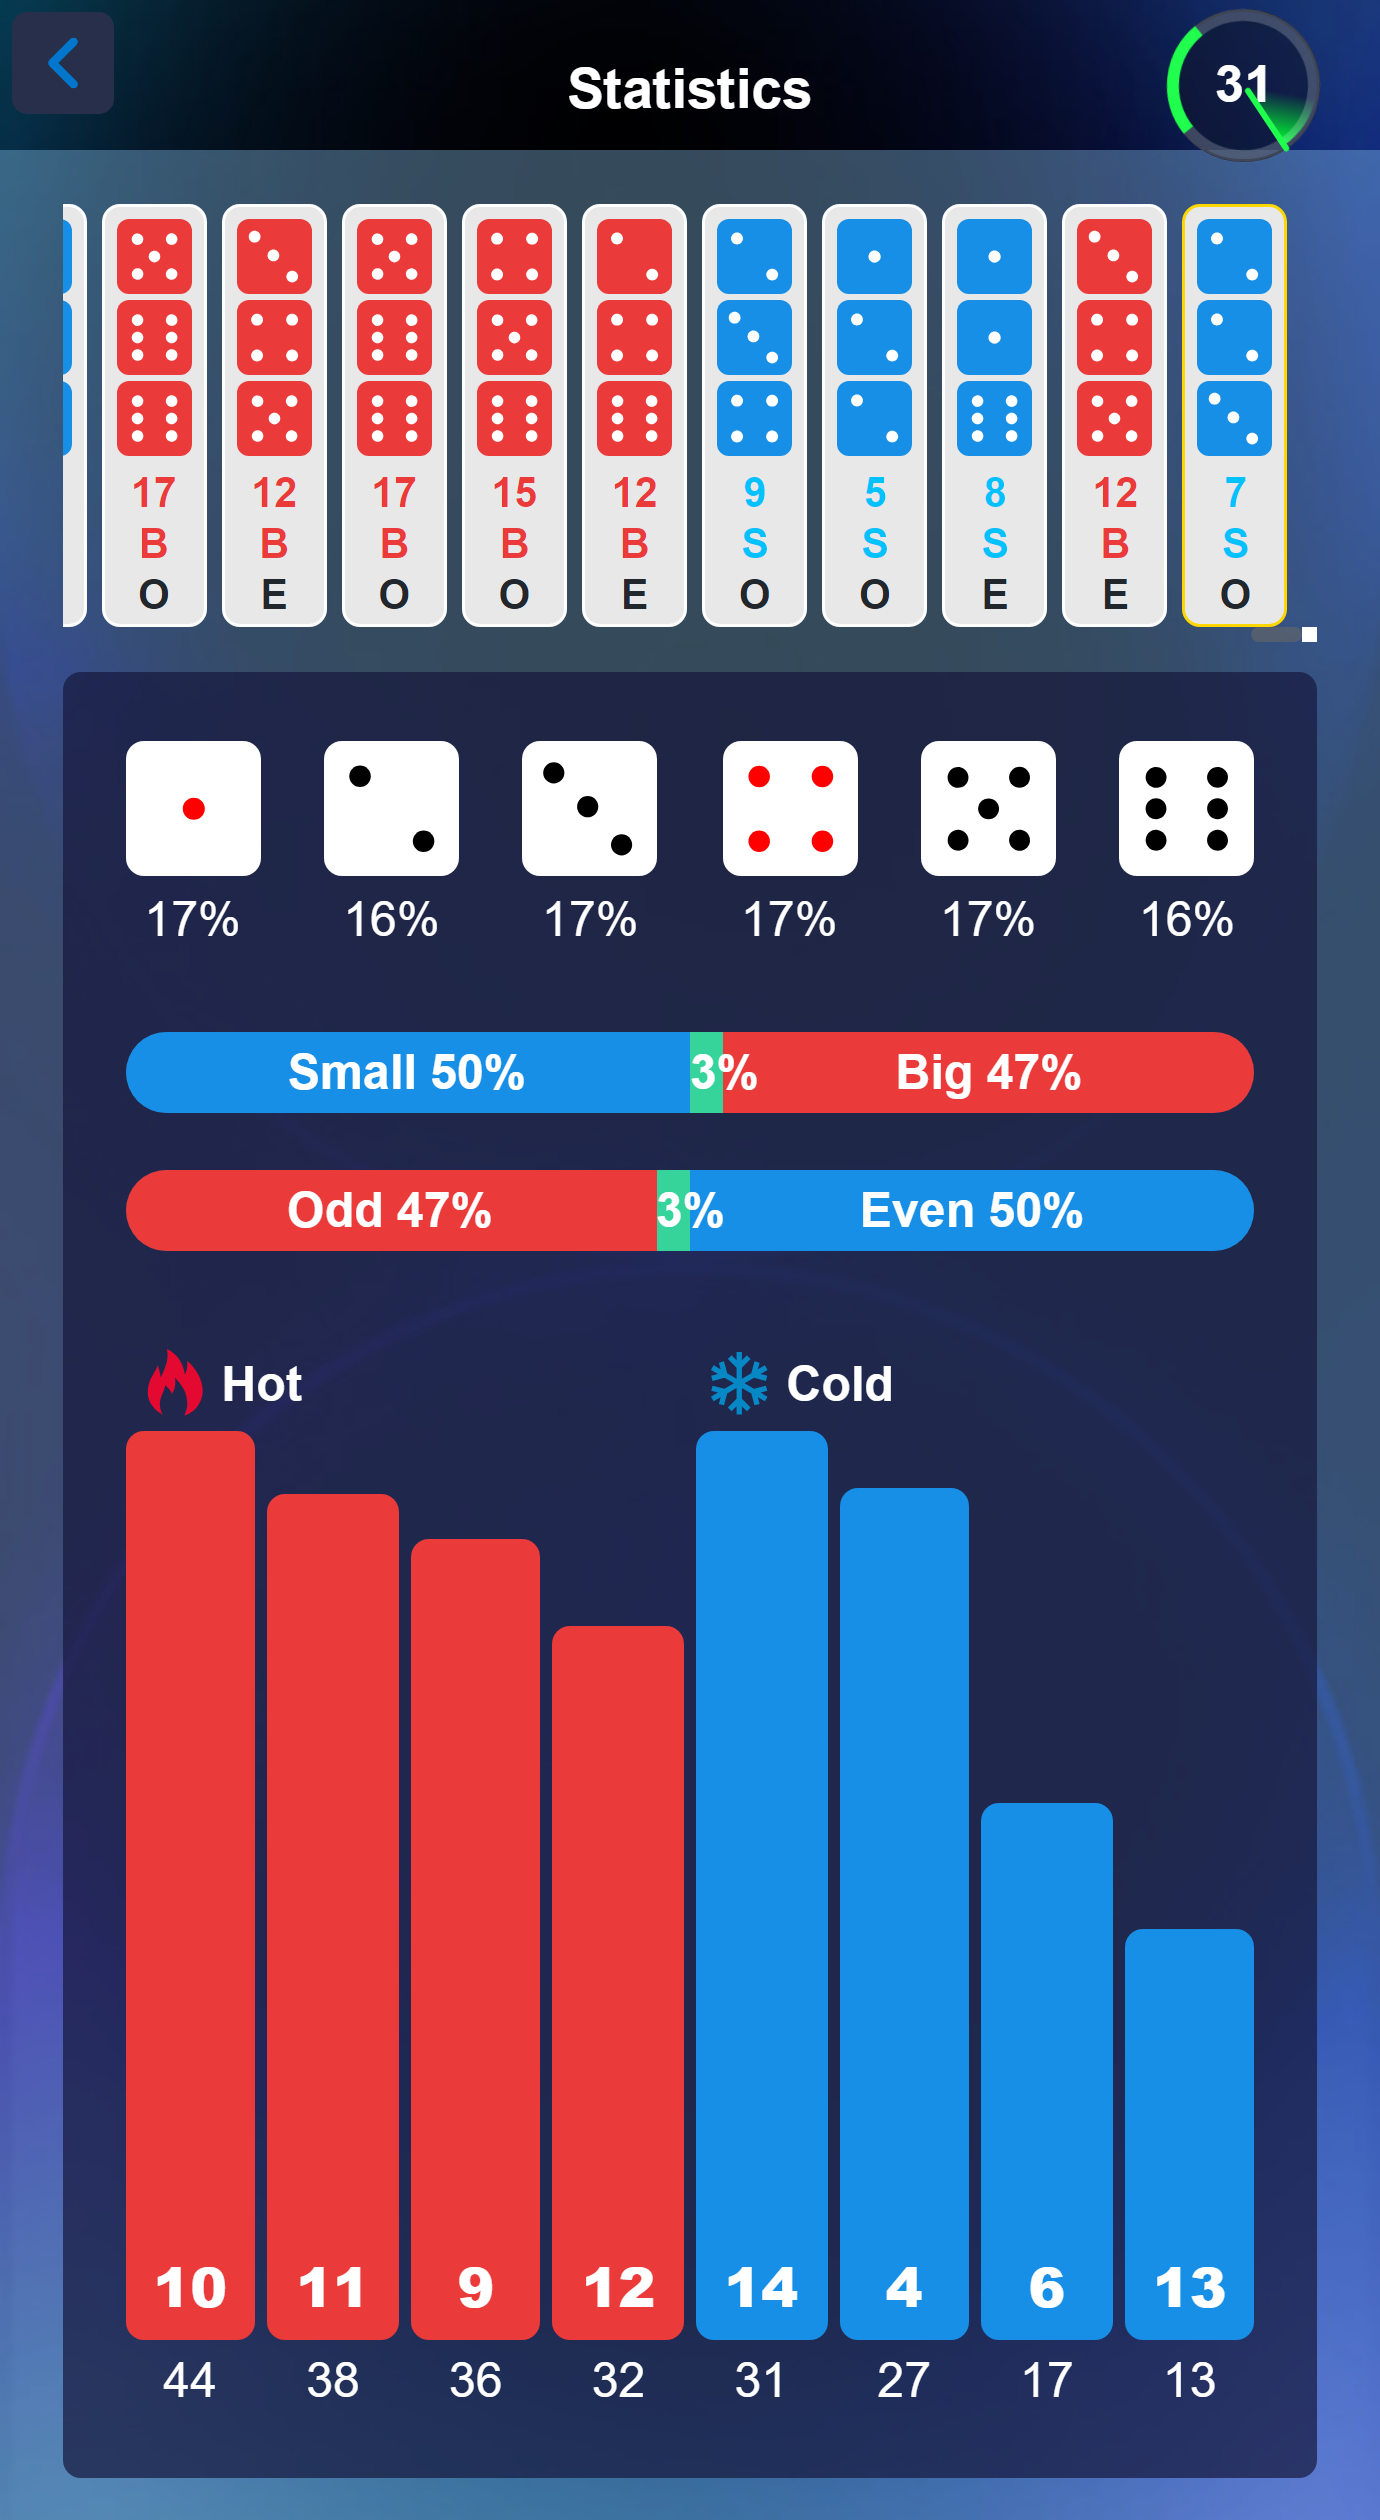 Statistics
31
17 12 17 15 12 9 5 8 12 7
B B B B B S S S B S
O E O O E O O E E O
17% 16% 17% 17% 17% 16%
Small 50% 3% Big 47%
Odd 47% 3% Even 50%
Hot Cold
10 11 9 12 14 4 6 13
44 38 36 32 31 27 17 13